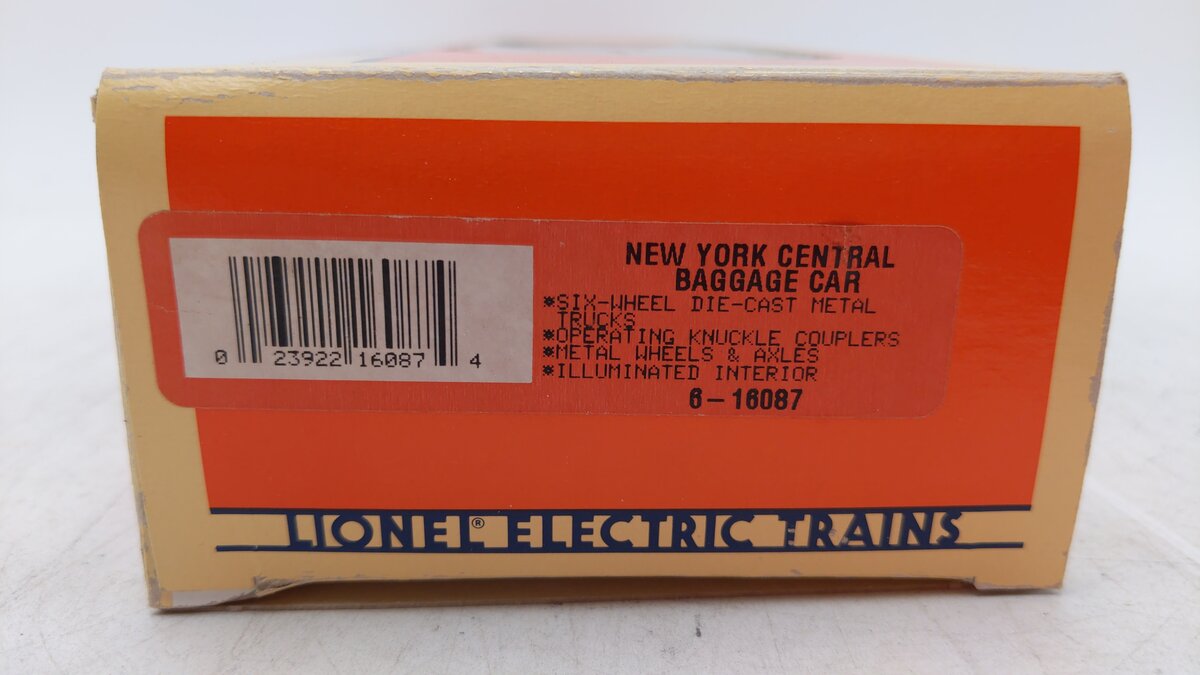 NEW YORK CENTRAL
BAGGAGE CAR
*SIX-WHEEL DIE-CAST METAL
TRUCKS
*OPERATING KNUCKLE COUPLERS
*METAL WHEELS & AXLES
*ILLUMINATED INTERIOR
6-16087
0 23922 16087 4
LIONEL® ELECTRIC TRAINS